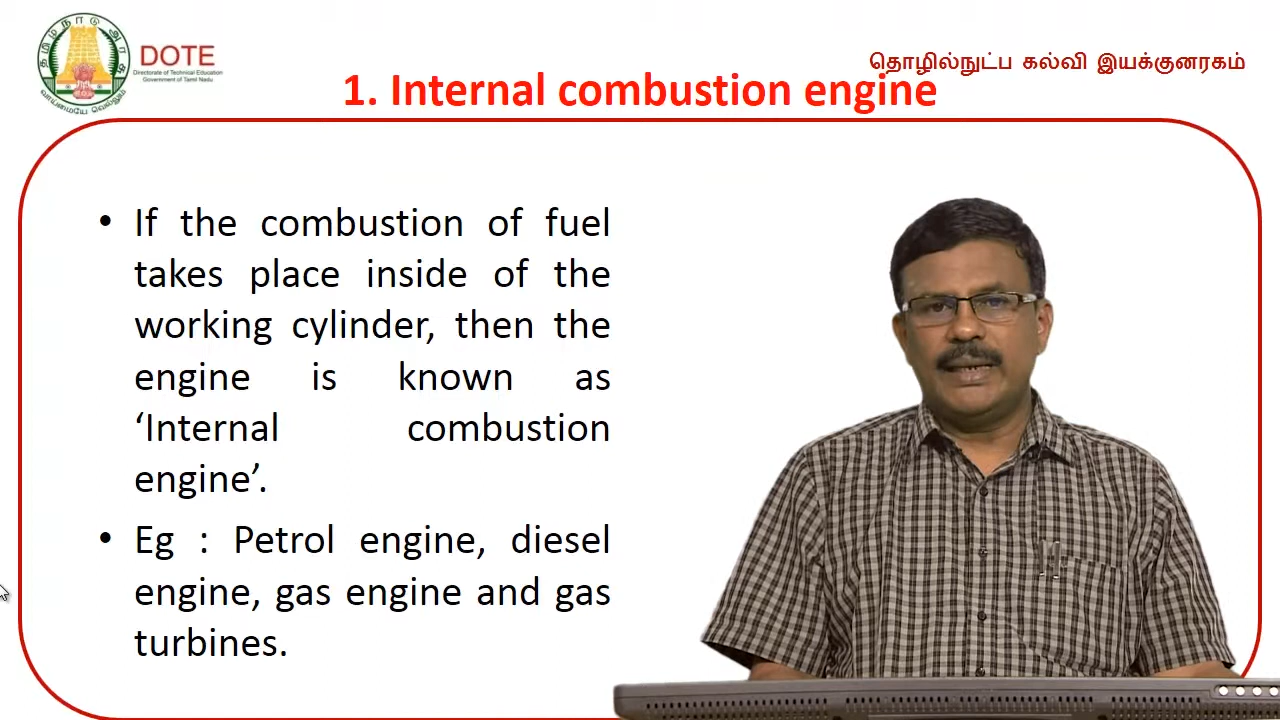 தமிழ் நாடு அரசு
வாய்மையே வெல்லும்
DOTE
Directorate of Technical Education
Government of Tamil Nadu
தொழில்நுட்ப கல்வி இயக்குனரகம்
1. Internal combustion engine
• If the combustion of fuel
takes place inside of the
working cylinder, then the
engine is known as
‘Internal combustion
engine’.
• Eg : Petrol engine, diesel
engine, gas engine and gas
turbines.